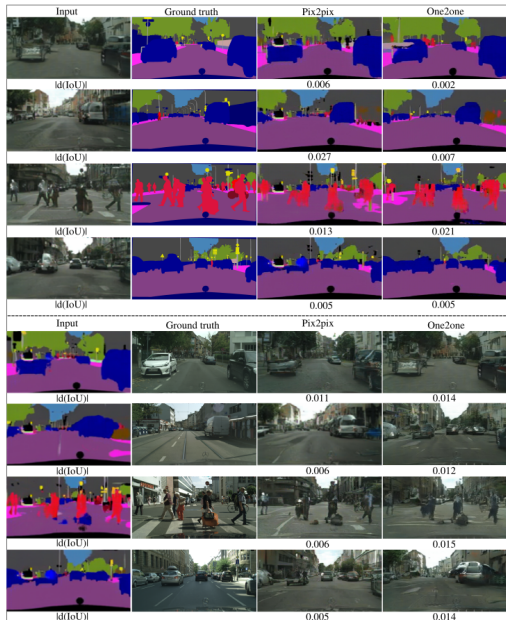 Input Ground truth Pix2pix One2one
|d(IoU)| 0.006 0.002
|d(IoU)| 0.027 0.007
|d(IoU)| 0.013 0.021
|d(IoU)| 0.005 0.005
Input Ground truth Pix2pix One2one
|d(IoU)| 0.011 0.014
|d(IoU)| 0.006 0.012
|d(IoU)| 0.006 0.015
|d(IoU)| 0.005 0.014